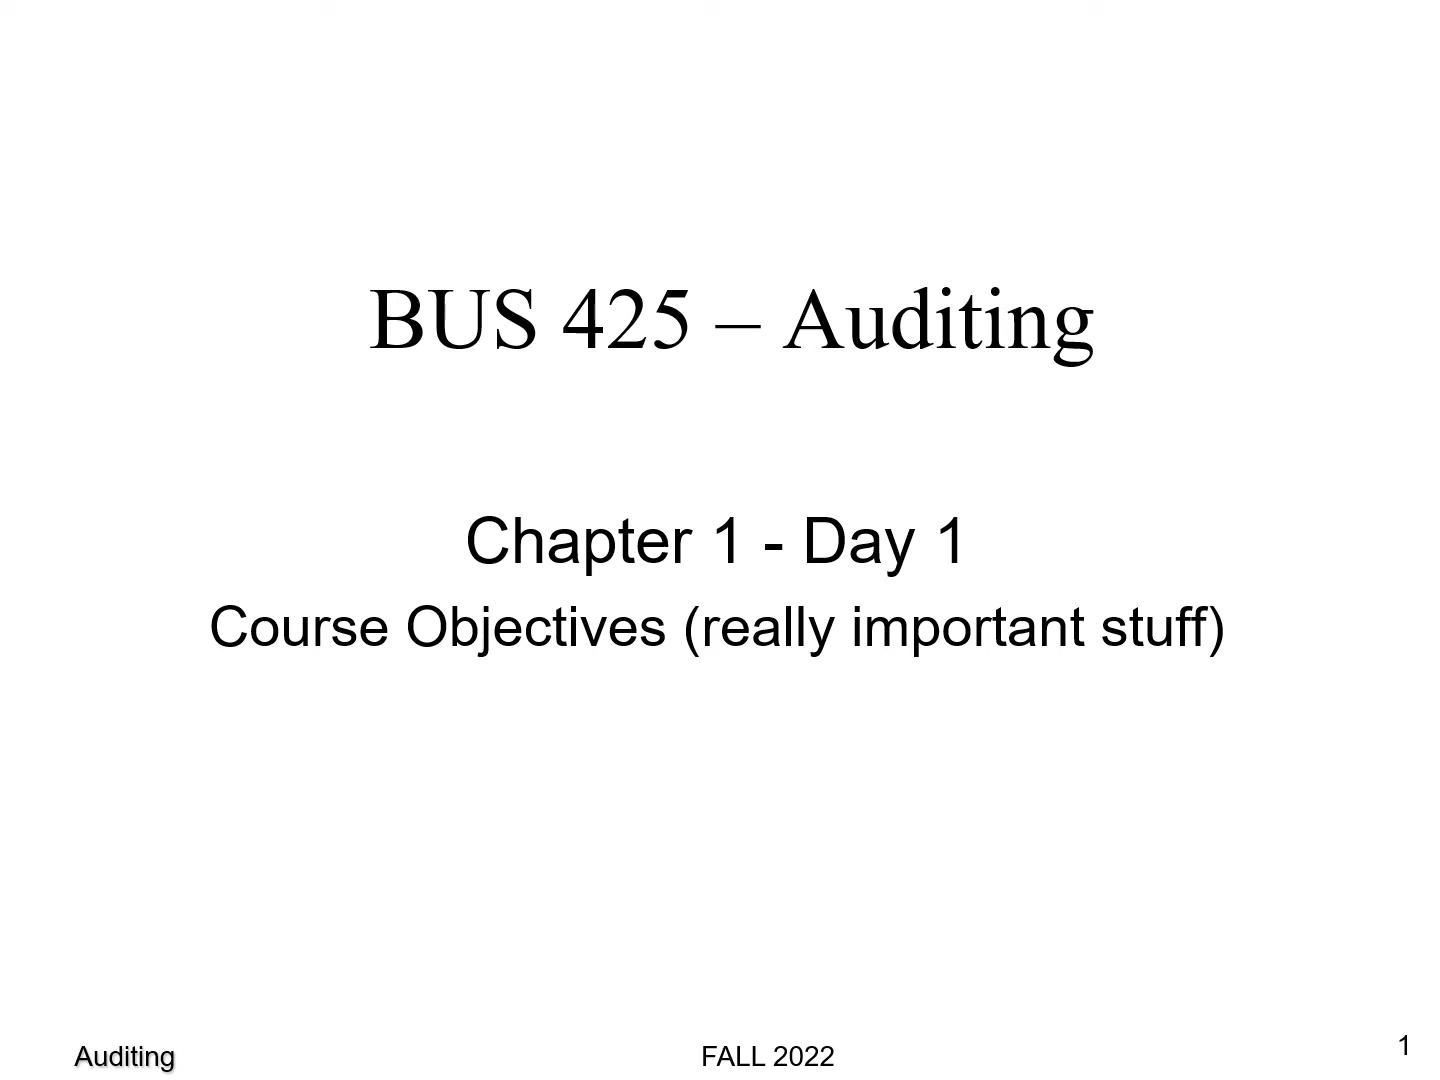 BUS 425 – Auditing
Chapter 1 - Day 1
Course Objectives (really important stuff)
Auditing
FALL 2022
1